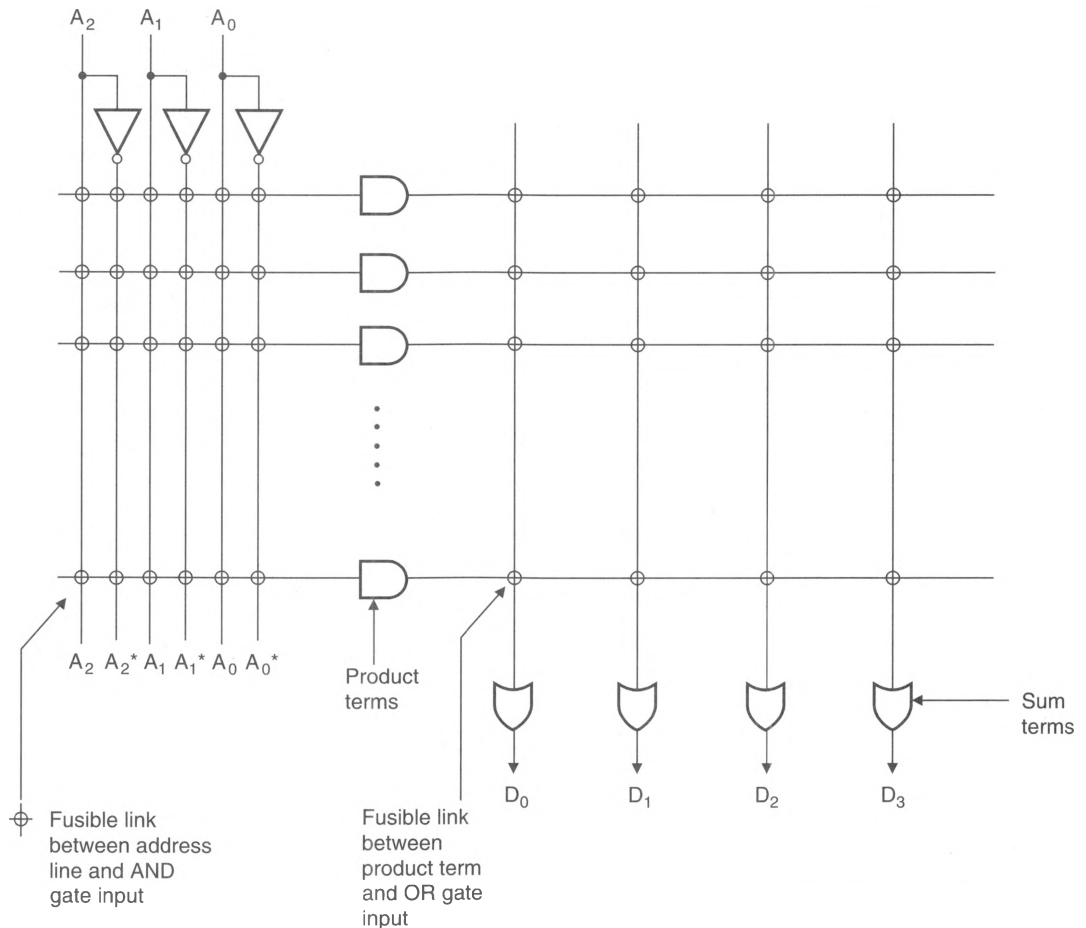 A₂ A₁ A₀
A₂ A₂* A₁ A₁* A₀ A₀*
Product
terms
Sum
terms
D₀ D₁ D₂ D₃
Fusible link
between address
line and AND
gate input
Fusible link
between
product term
and OR gate
input